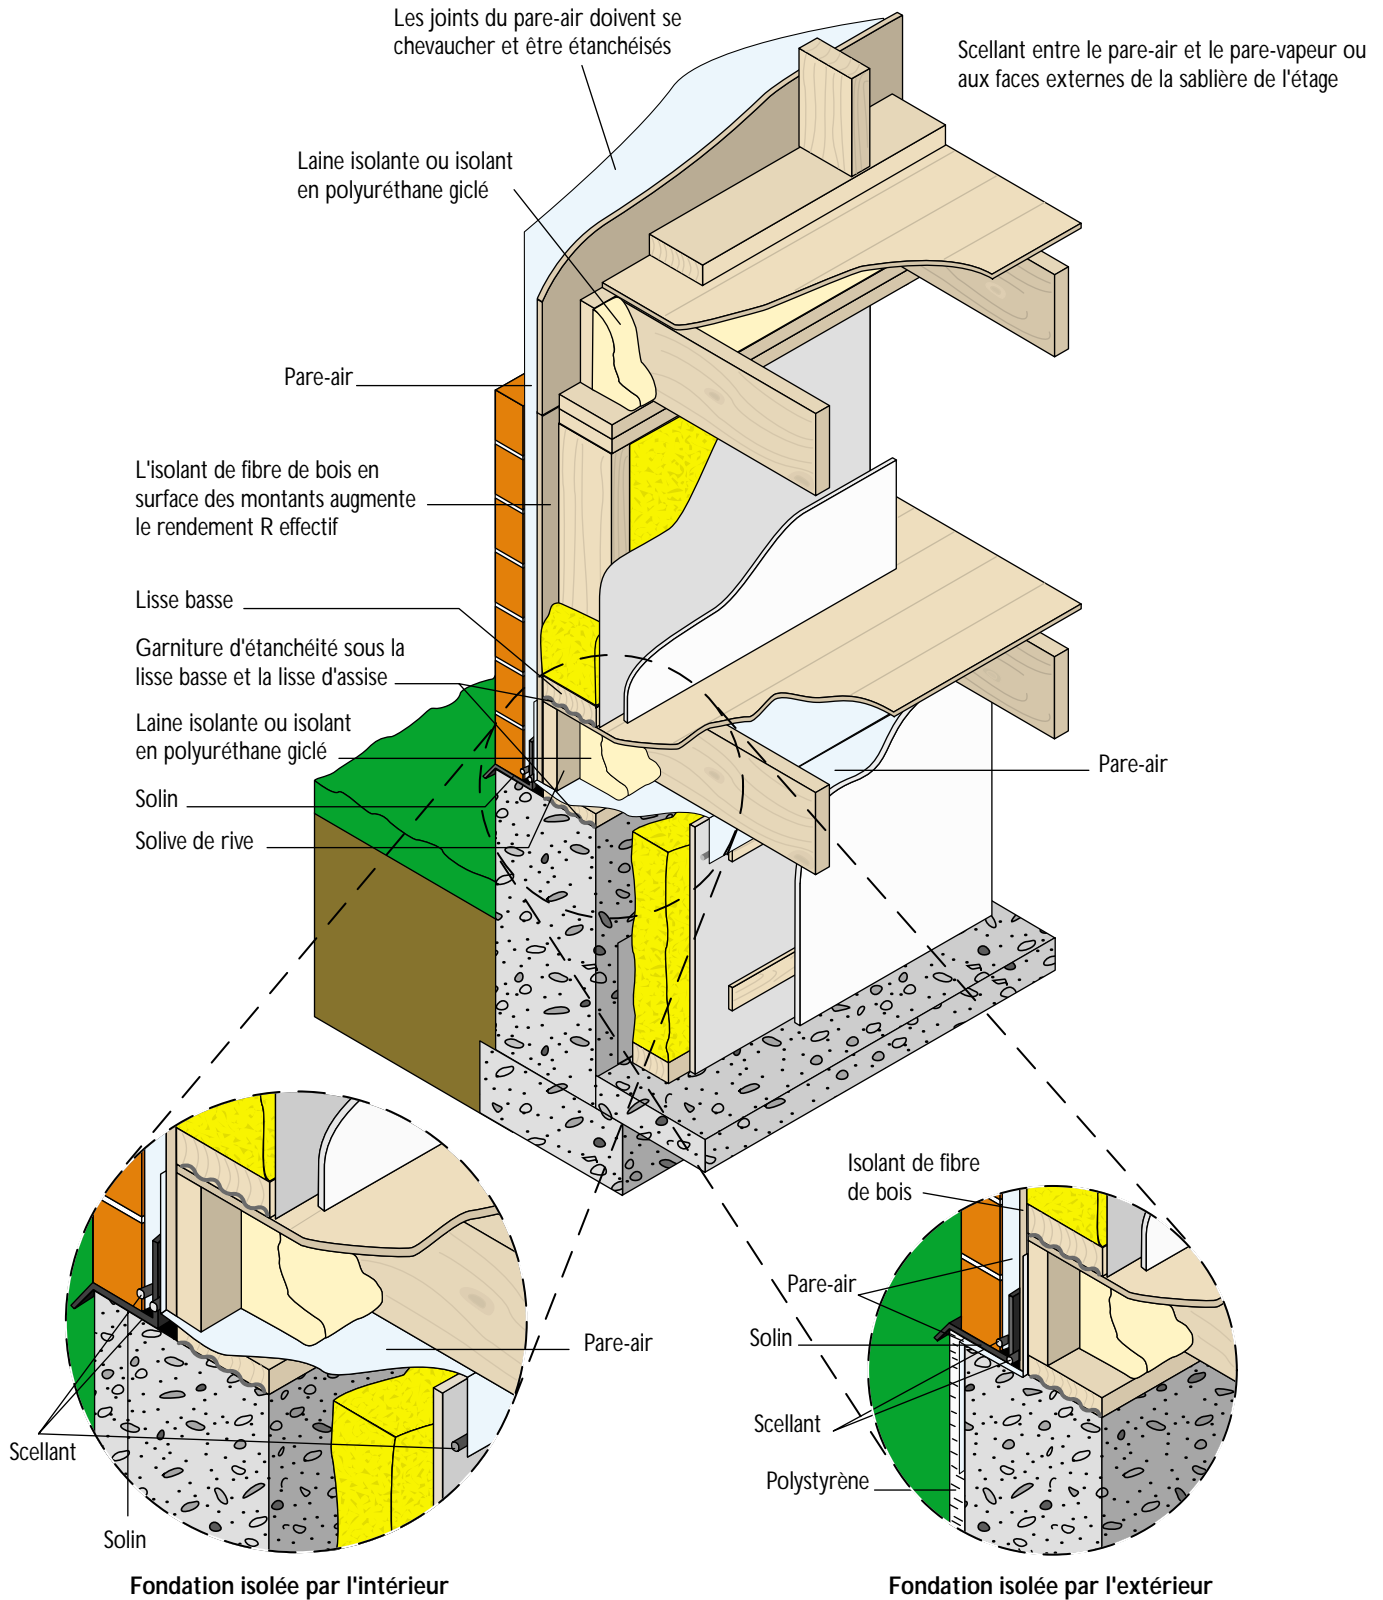 Les joints du pare-air doivent se
chevaucher et être étanchéisés
Scellant entre le pare-air et le pare-vapeur ou
aux faces externes de la sablière de l'étage
Laine isolante ou isolant
en polyuréthane giclé
Pare-air
L'isolant de fibre de bois en
surface des montants augmente
le rendement R effectif
Lisse basse
Garniture d'étanchéité sous la
lisse basse et la lisse d'assise
Laine isolante ou isolant
en polyuréthane giclé
Pare-air
Solin
Solive de rive
Isolant de fibre
de bois
Pare-air
Solin
Scellant
Polystyrène
Pare-air
Scellant
Solin
Fondation isolée par l'intérieur
Fondation isolée par l'extérieur